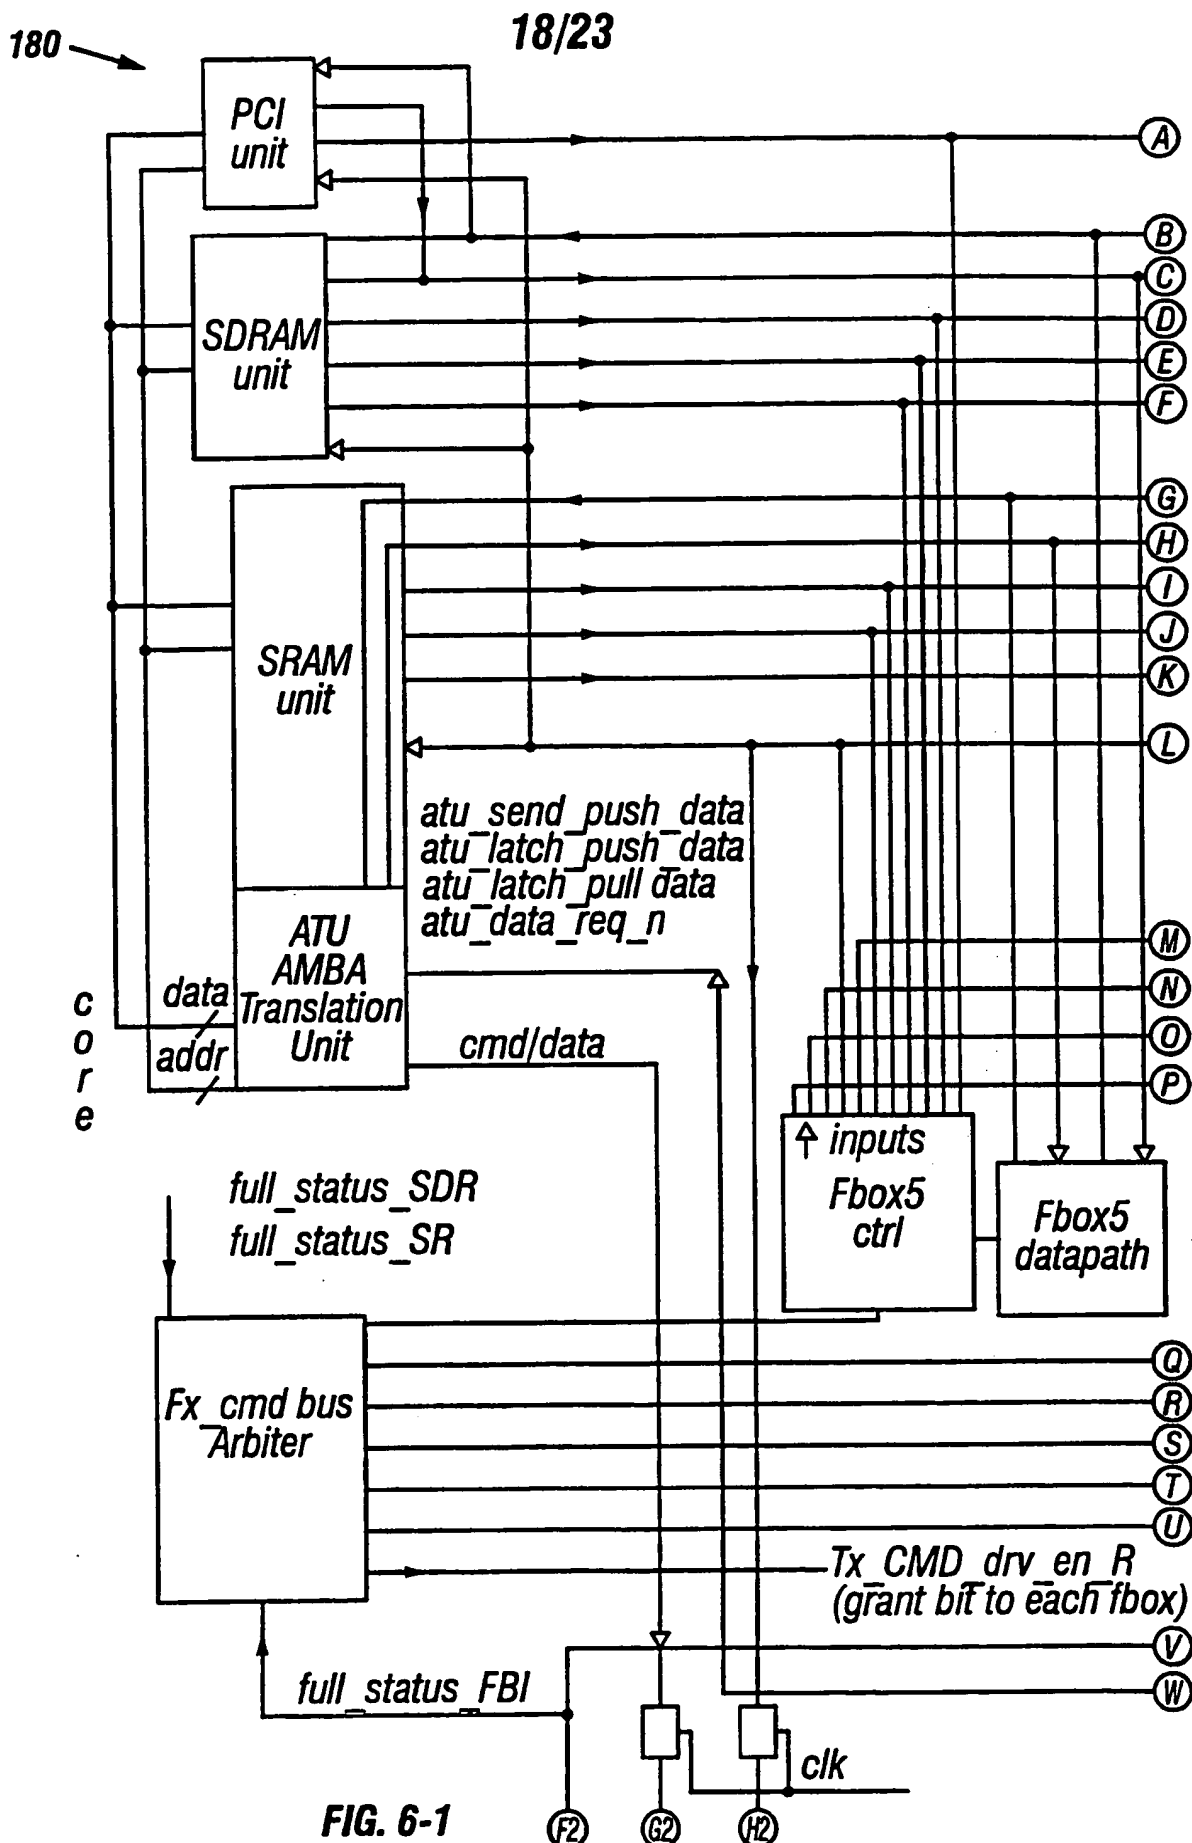 18/23
180
PCI
unit
A
B
C
SDRAM
unit
D
E
F
G
H
I
J
SRAM
unit
K
L
atu_send_push_data
atu_latch_push_data
atu_latch_pull data
atu_data_req_n
ATU
AMBA
Translation
Unit
M
N
O
P
core
data
addr
cmd/data
inputs
Fbox5
ctrl
Fbox5
datapath
full_status_SDR
full_status_SR
Fx_cmd bus
Arbiter
Q
R
S
T
U
Tx_CMD_drv_en_R
(grant bit to each fbox)
V
W
full_status_FBI
clk
FIG. 6-1
F2
G2
H2